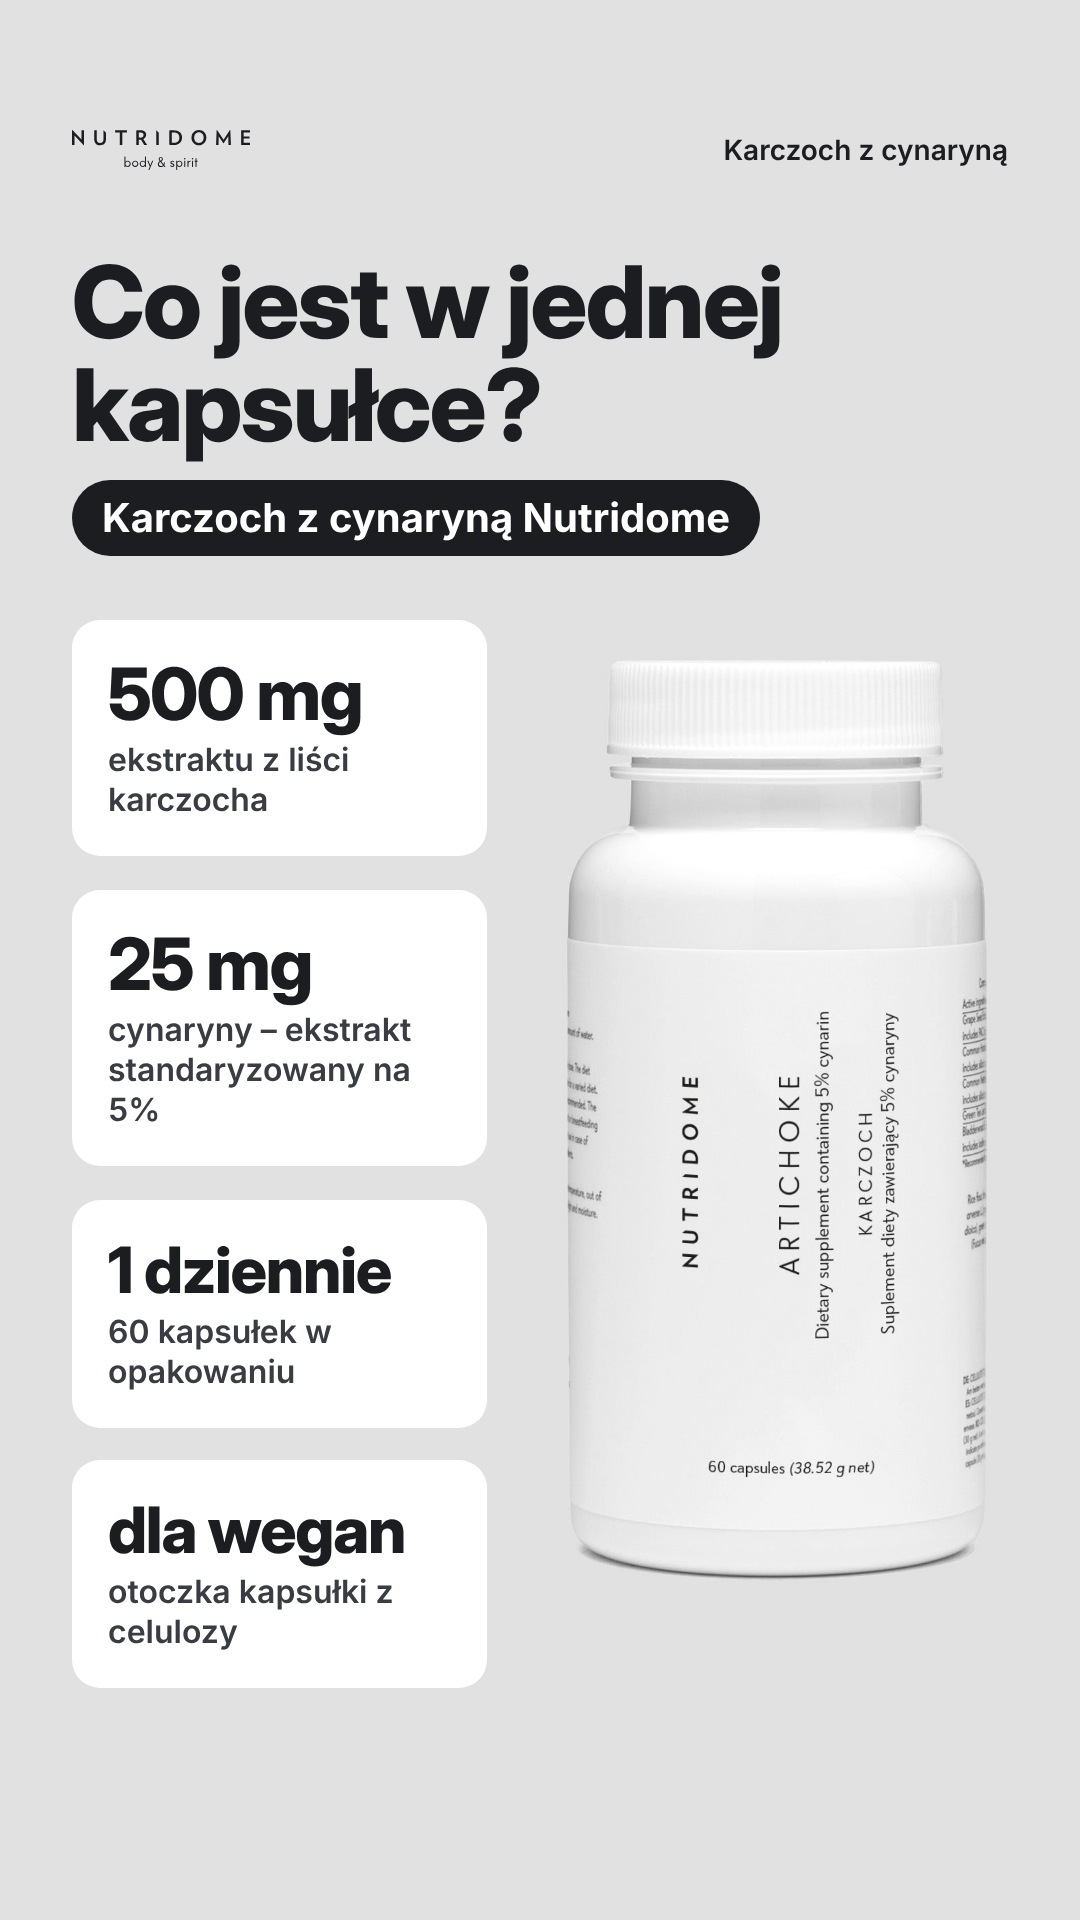 NUTRIDOME
body & spirit
Karczoch z cynaryną
Co jest w jednej
kapsułce?
Karczoch z cynaryną Nutridome
500 mg
ekstraktu z liści
karczocha
25 mg
cynaryny – ekstrakt
standaryzowany na
5%
1 dziennie
60 kapsułek w
opakowaniu
dla wegan
otoczka kapsułki z
celulozy
NUTRIDOME
ARTICHOKE
Dietary supplement containing 5% cynarin
KARCZOCH
Suplement diety zawierający 5% cynaryny
60 capsules (38.52 g net)